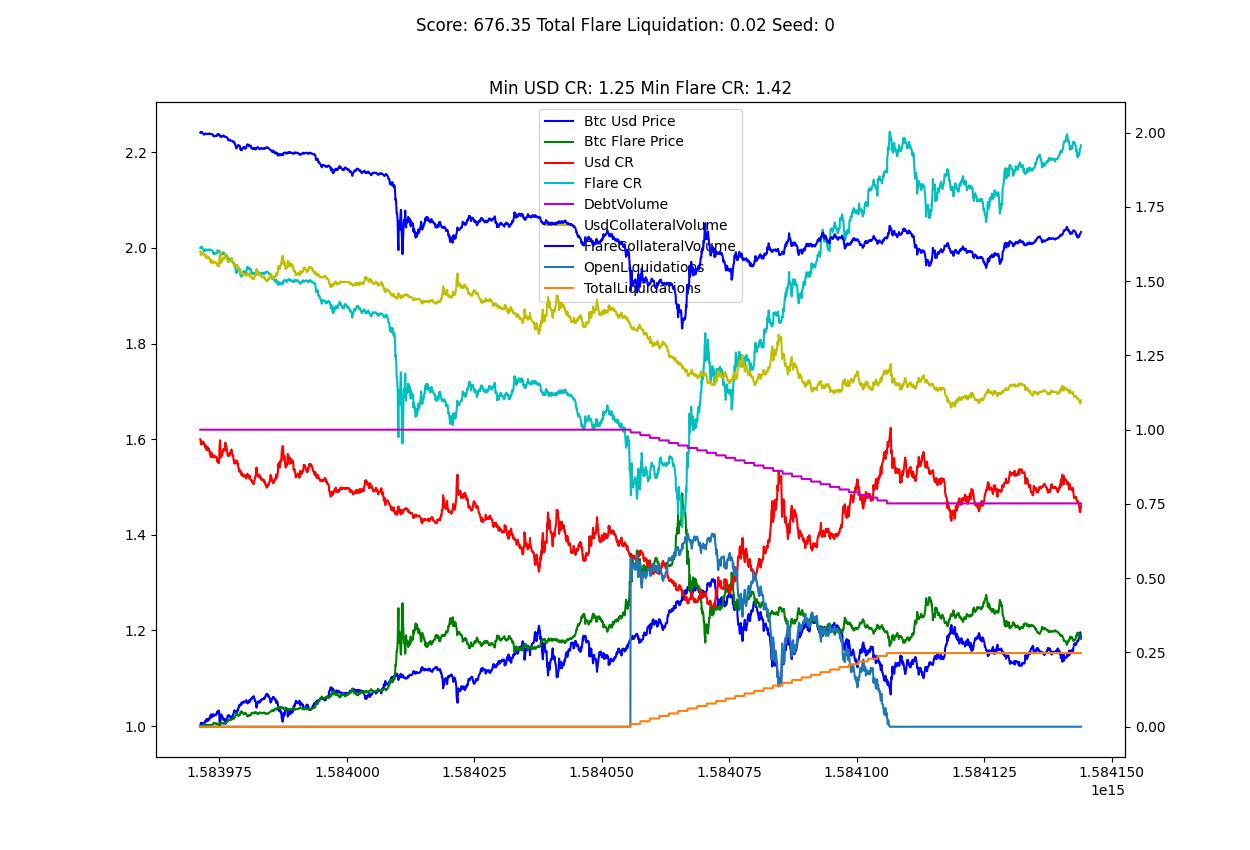 Score: 676.35 Total Flare Liquidation: 0.02 Seed: 0
Min USD CR: 1.25 Min Flare CR: 1.42
Btc Usd Price
Btc Flare Price
Usd CR
Flare CR
DebtVolume
UsdCollateralVolume
FlareCollateralVolume
OpenLiquidations
TotalLiquidations
2.2
2.0
1.8
1.6
1.4
1.2
1.0
2.00
1.75
1.50
1.25
1.00
0.75
0.50
0.25
0.00
1.583975 1.584000 1.584025 1.584050 1.584075 1.584100 1.584125 1.584150
1e15